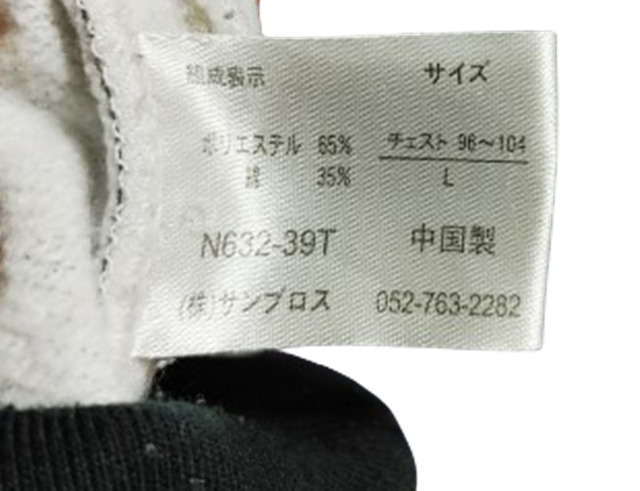 組成表示 サイズ
ポリエステル 65% チェスト 96〜104
綿 35% L
N632-39T 中国製
(株)サンプロス 052-763-2282